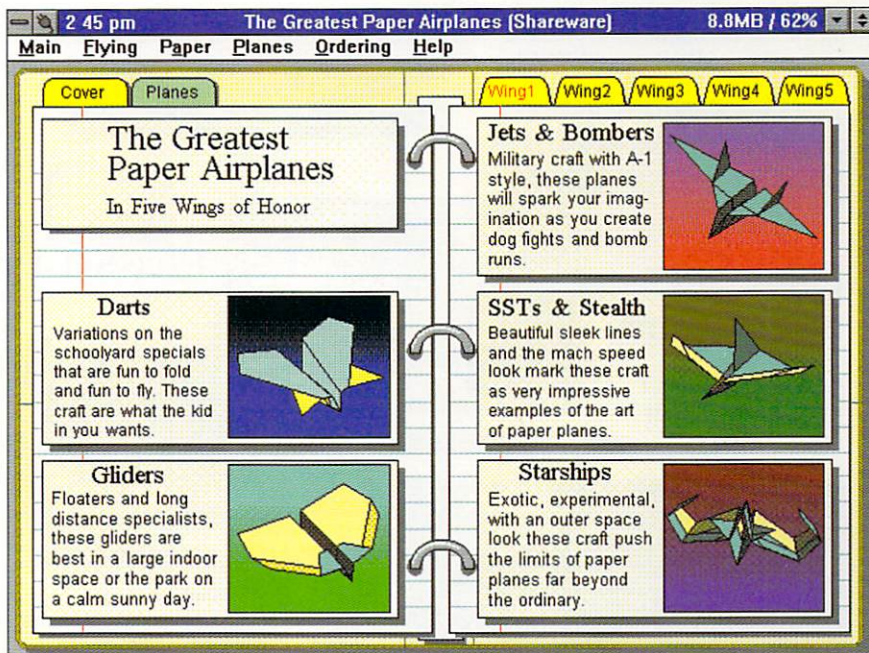 2 45 pm The Greatest Paper Airplanes (Shareware) 8.8MB / 62%
Main Flying Paper Planes Ordering Help
Cover Planes
The Greatest
Paper Airplanes
In Five Wings of Honor
Darts
Variations on the
schoolyard specials
that are fun to fold
and fun to fly. These
craft are what the kid
in you wants.
Gliders
Floaters and long
distance specialists,
these gliders are
best in a large indoor
space or the park on
a calm sunny day.
Wing1 Wing2 Wing3 Wing4 Wing5
Jets & Bombers
Military craft with A-1
style, these planes
will spark your imag-
ination as you create
dog fights and bomb
runs.
SSTs & Stealth
Beautiful sleek lines
and the mach speed
look mark these craft
as very impressive
examples of the art
of paper planes.
Starships
Exotic, experimental,
with an outer space
look these craft push
the limits of paper
planes far beyond
the ordinary.